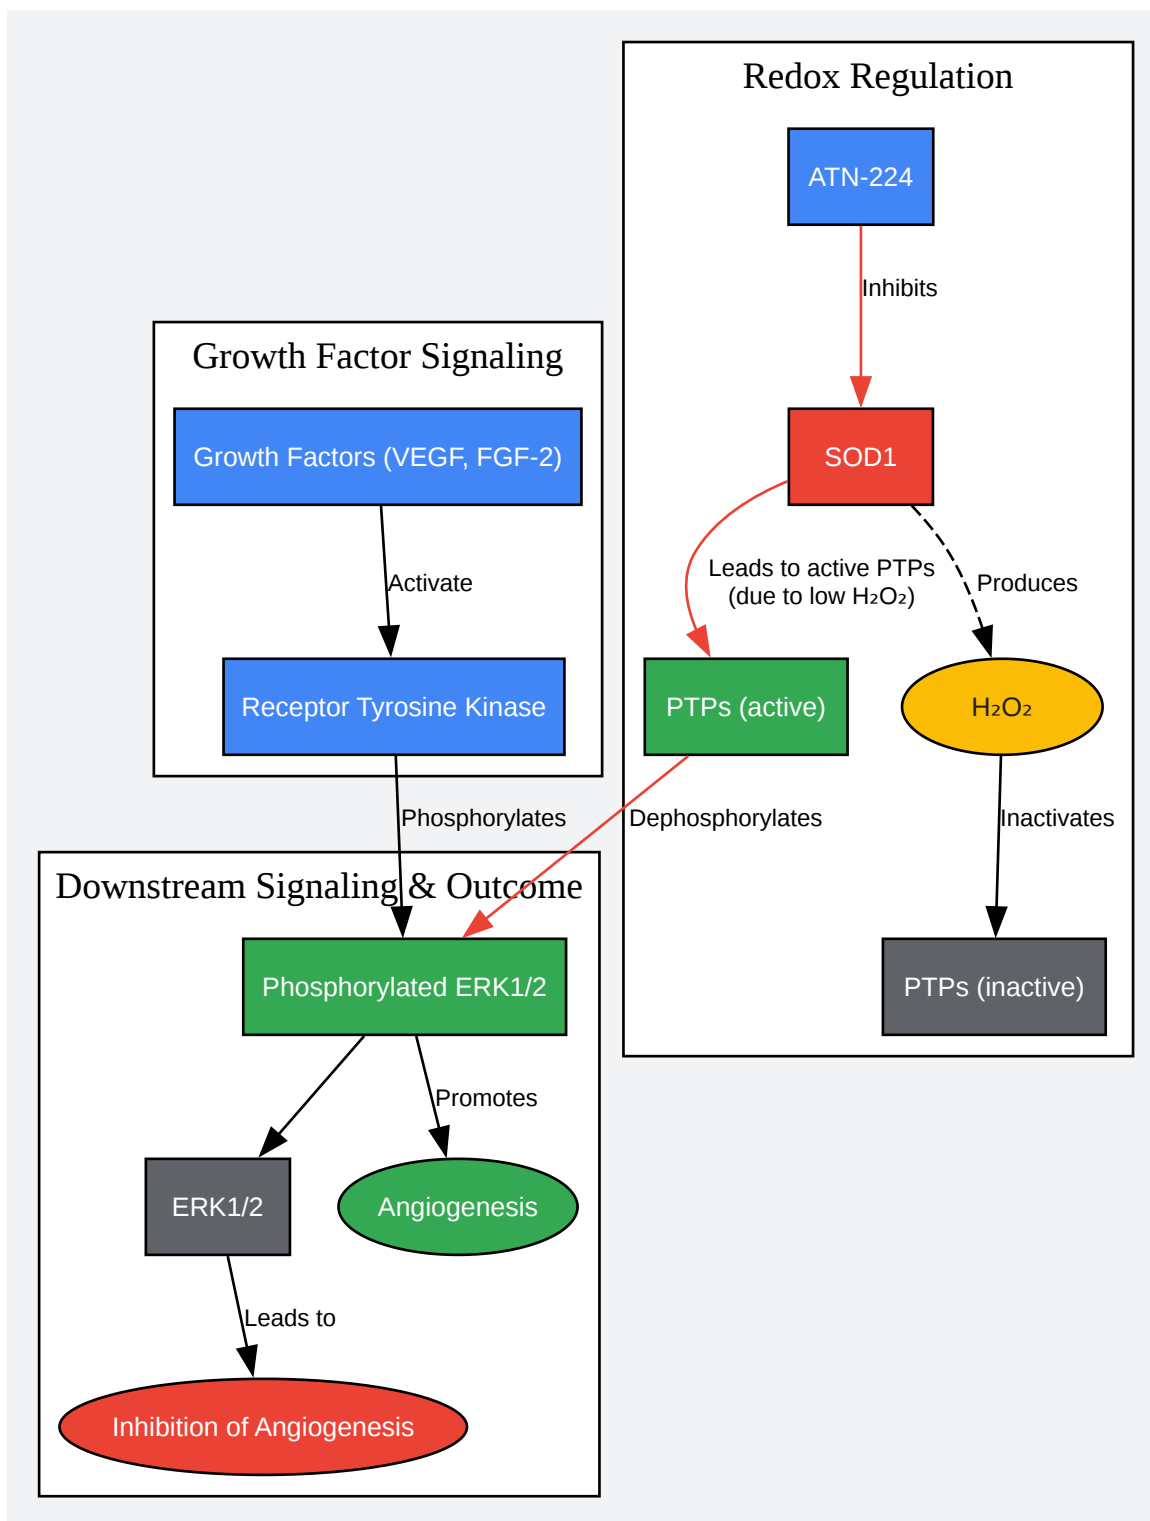 Redox Regulation
ATN-224
Inhibits
Growth Factor Signaling
Growth Factors (VEGF, FGF-2)
SOD1
Activate
Leads to active PTPs
(due to low H₂O₂)
Produces
Receptor Tyrosine Kinase
PTPs (active)
H₂O₂
Phosphorylates
Dephosphorylates
Inactivates
Downstream Signaling & Outcome
Phosphorylated ERK1/2
PTPs (inactive)
Promotes
ERK1/2
Angiogenesis
Leads to
Inhibition of Angiogenesis